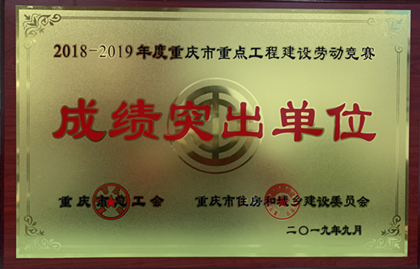 2018-2019年度重庆市重点工程建设劳动竞赛
成绩突出单位
重庆市总工会 重庆市住房和城乡建设委员会
二〇一九年九月